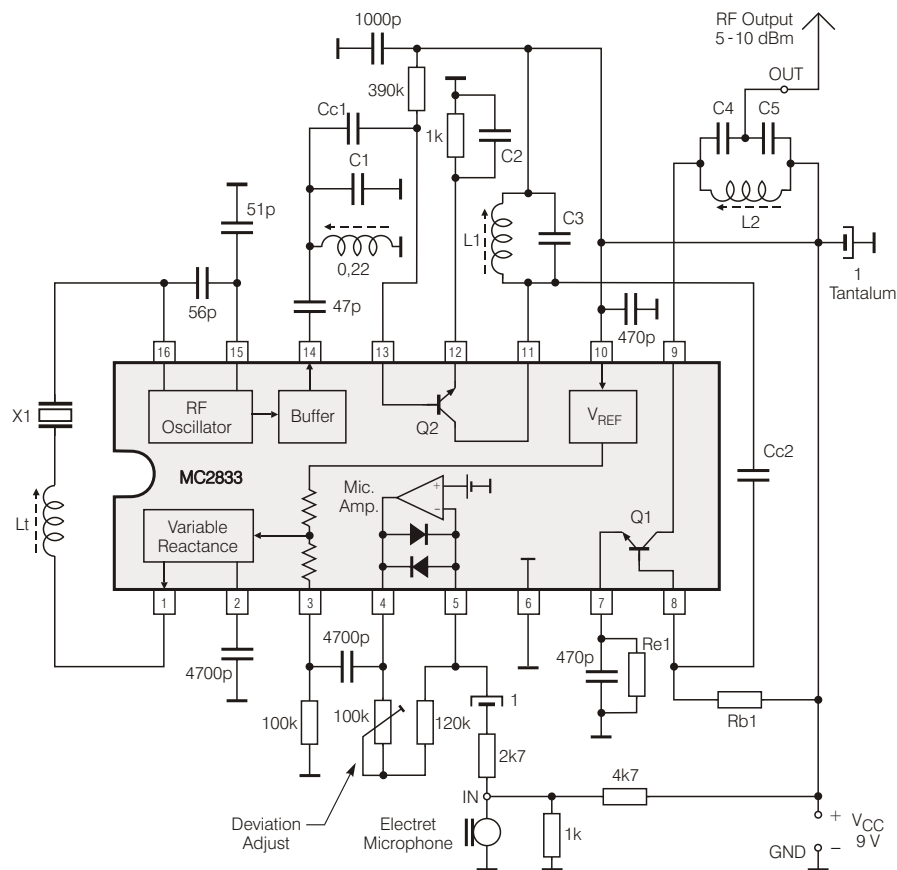 1000p
RF Output
5-10 dBm
OUT
390k
Cc1
C4
C5
1k
C2
C1
51p
L2
C3
L1
0,22
1
Tantalum
56p
47p
470p
16
15
14
13
12
11
10
9
RF
Oscillator
Buffer
Q2
VREF
X1
MC2833
Mic.
Amp.
+
-
Cc2
Q1
Lt
Variable
Reactance
1
2
3
4
5
6
7
8
4700p
4700p
470p
Re1
1
100k
100k
120k
Rb1
2k7
4k7
IN
Deviation
Adjust
Electret
Microphone
1k
+
VCC
9 V
GND
-